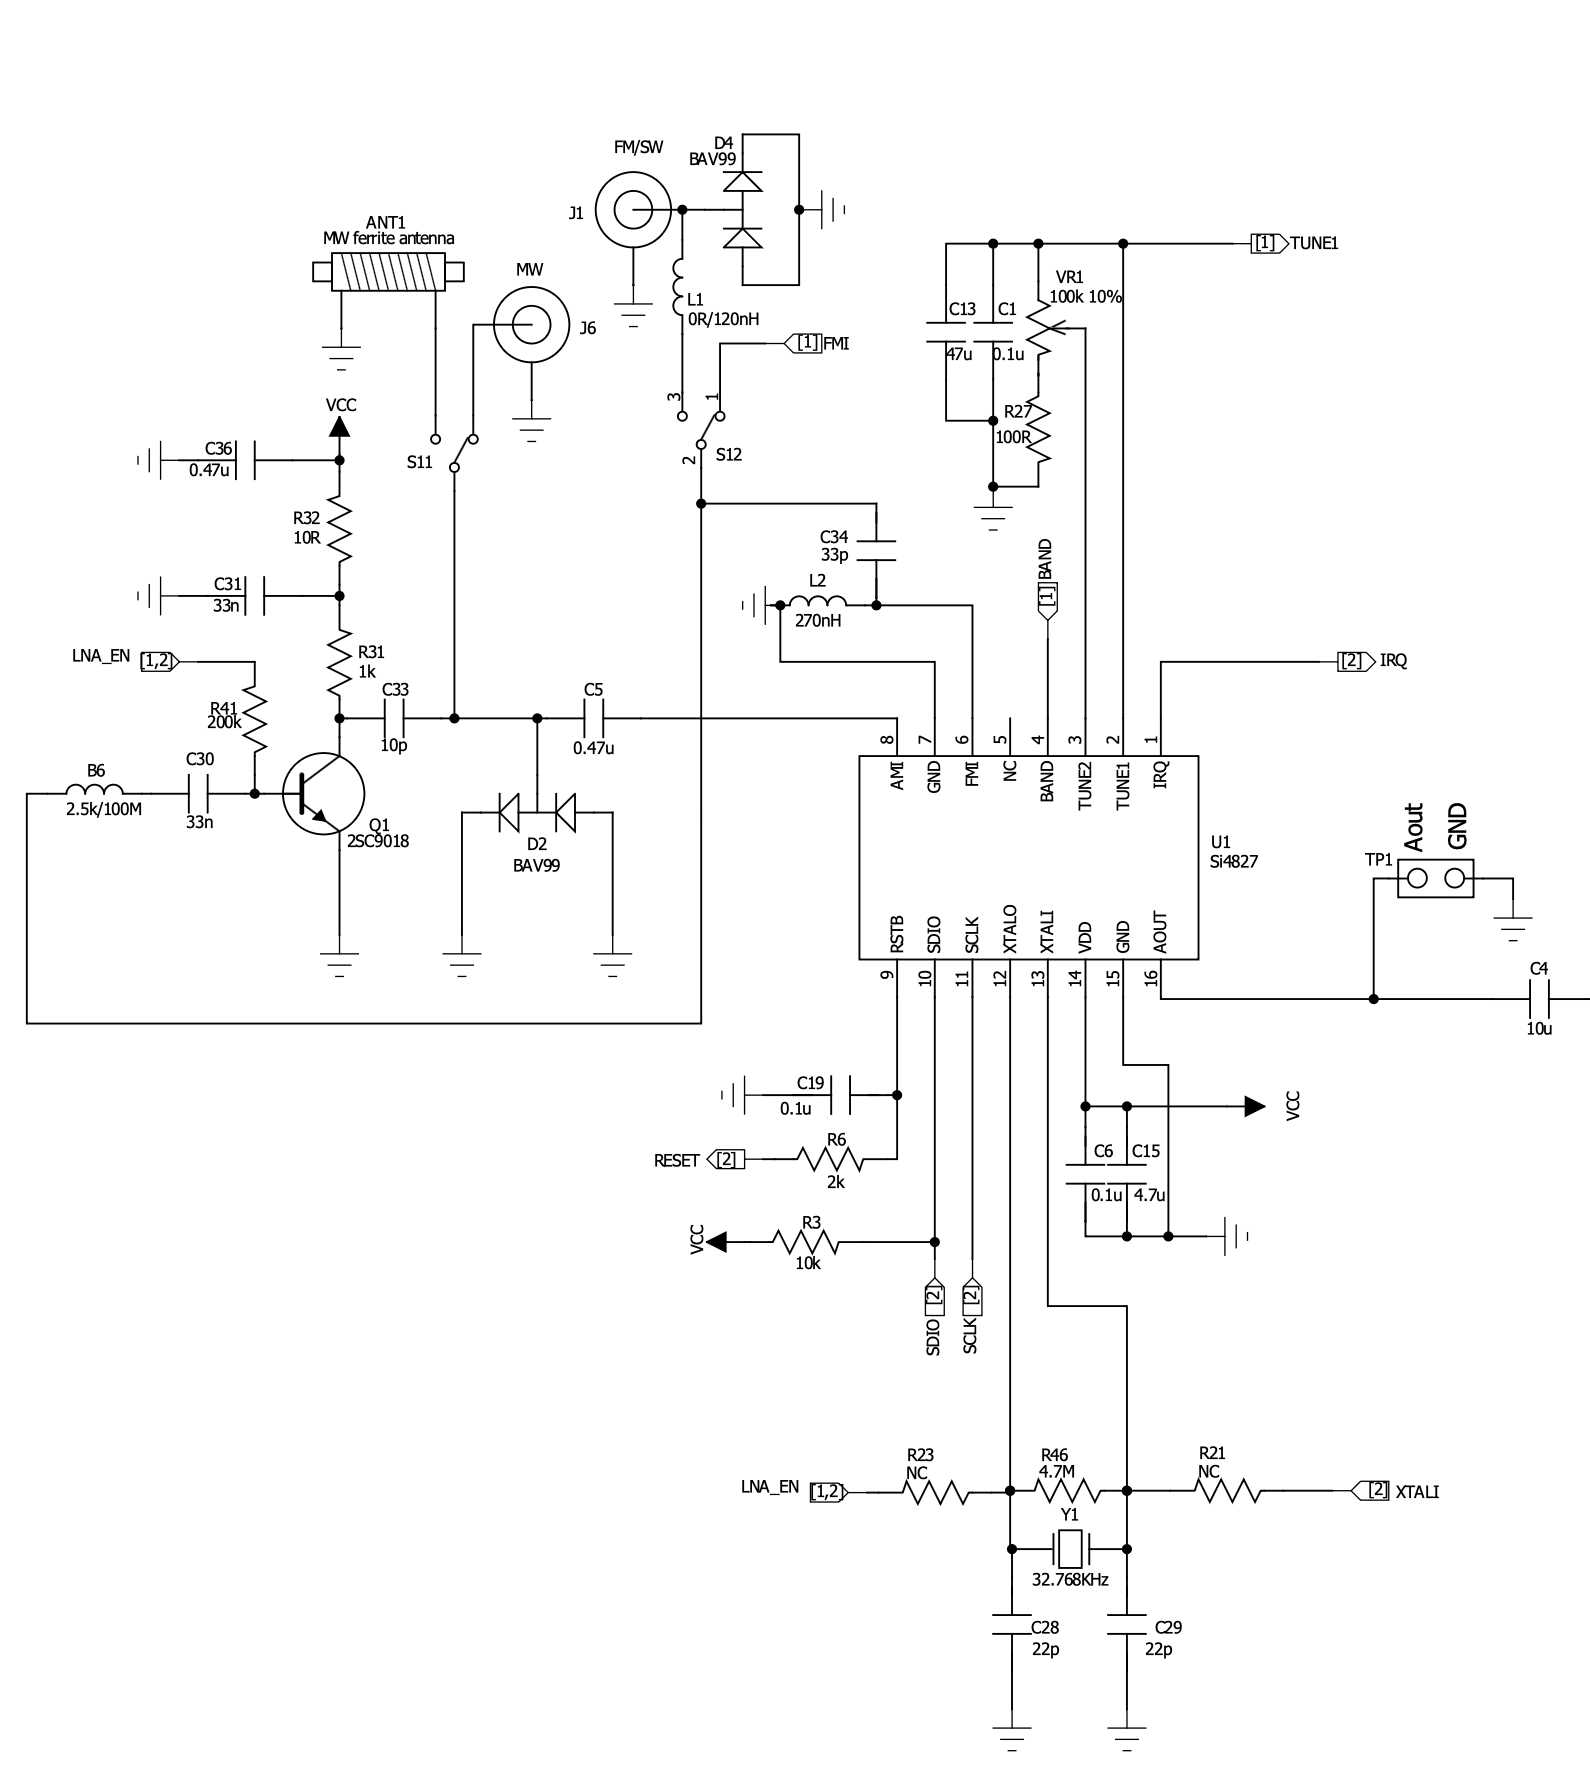 FM/SW
D4
BAV99
J1
ANT1
MW ferrite antenna
MW
J6
L1
0R/120nH
[1] FMI
3
1
S12
2
S11
[1] TUNE1
VR1
100k 10%
C13
47u
C1
0.1u
R27
100R
VCC
C36
0.47u
R32
10R
C31
33n
R31
1k
LNA_EN [1,2]
R41
200k
C33
10p
C5
0.47u
C30
33n
B6
2.5k/100M
Q1
2SC9018
D2
BAV99
C34
33p
L2
270nH
[1] BAND
[2] IRQ
8
7
6
5
4
3
2
1
AMI
GND
FMI
NC
BAND
TUNE2
TUNE1
IRQ
U1
Si4827
RSTB
SDIO
SCLK
XTALO
XTALI
VDD
GND
AOUT
9
10
11
12
13
14
15
16
Aout
GND
TP1
C4
10u
C19
0.1u
RESET [2]
R6
2k
VCC
R3
10k
SDIO [2]
SCLK [2]
VCC
C6
0.1u
C15
4.7u
LNA_EN [1,2]
R23
NC
R46
4.7M
R21
NC
[2] XTALI
Y1
32.768KHz
C28
22p
C29
22p